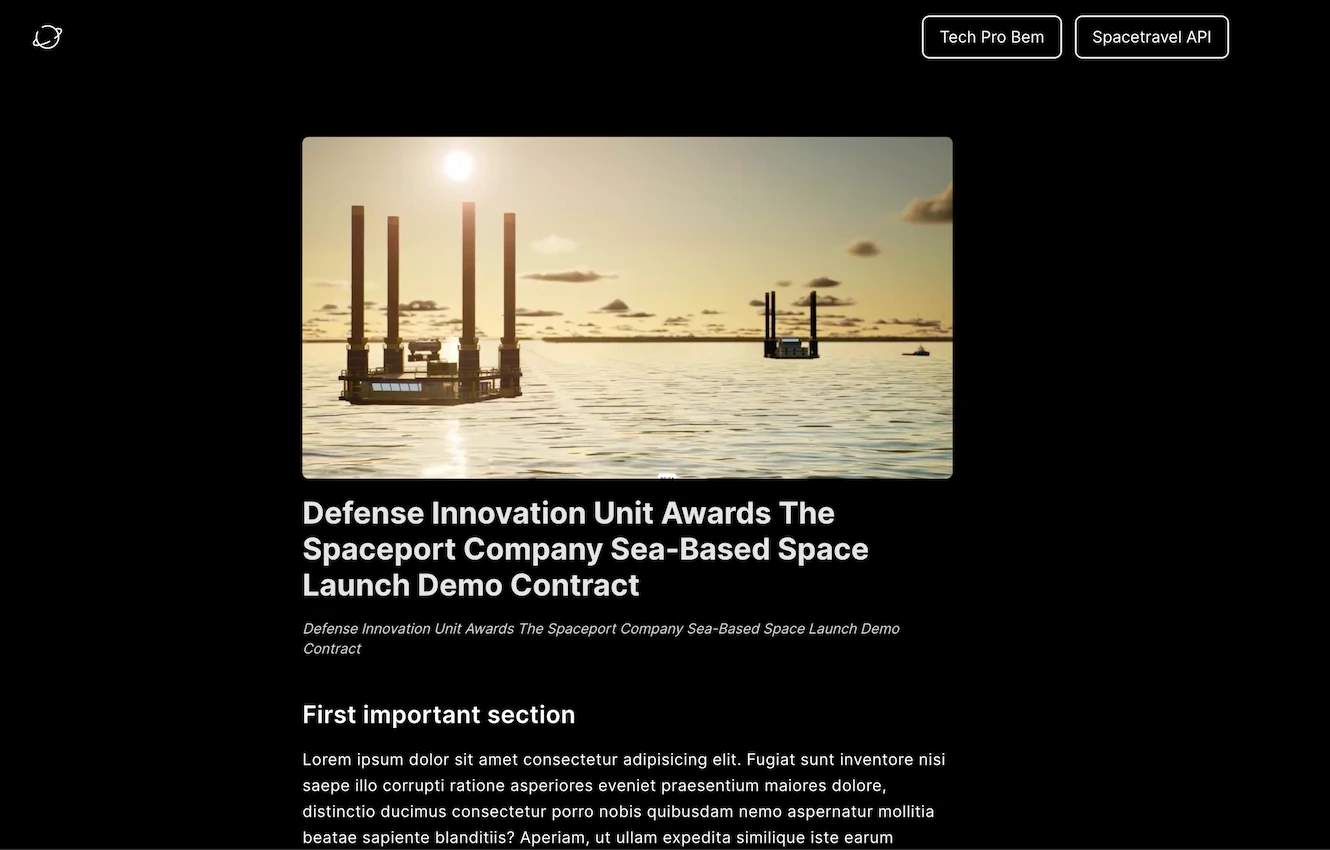 Tech Pro Bem
Spacetravel API
Defense Innovation Unit Awards The
Spaceport Company Sea-Based Space
Launch Demo Contract
Defense Innovation Unit Awards The Spaceport Company Sea-Based Space Launch Demo
Contract
First important section
Lorem ipsum dolor sit amet consectetur adipisicing elit. Fugiat sunt inventore nisi
saepe illo corrupti ratione asperiores eveniet praesentium maiores dolore,
distinctio ducimus consectetur porro nobis quibusdam nemo aspernatur mollitia
beatae sapiente blanditiis? Aperiam, ut ullam expedita similique iste earum